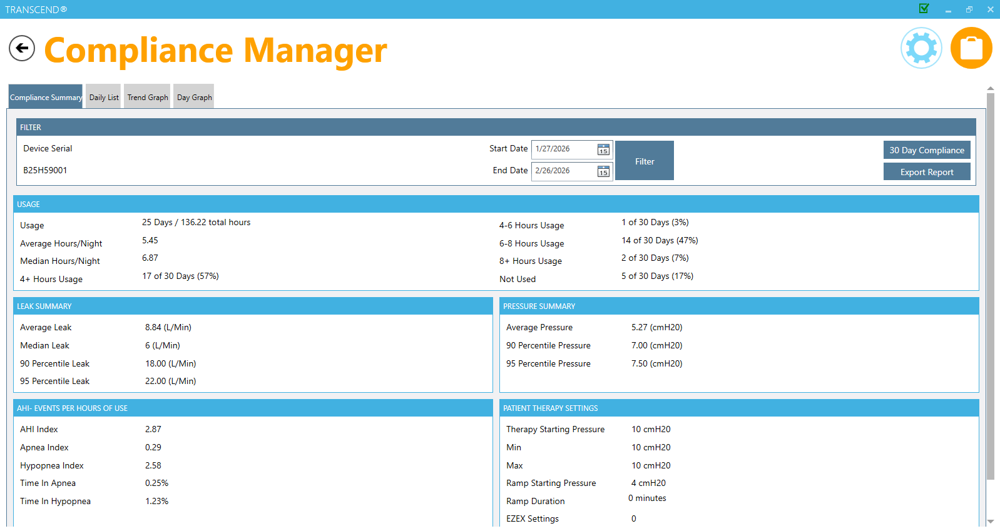 TRANSCEND®
Compliance Manager
Compliance Summary
Daily List
Trend Graph
Day Graph
FILTER
Device Serial
B25H59001
Start Date 1/27/2026 15
End Date 2/26/2026 15
Filter
30 Day Compliance
Export Report
USAGE
Usage 25 Days / 136.22 total hours
Average Hours/Night 5.45
Median Hours/Night 6.87
4+ Hours Usage 17 of 30 Days (57%)
4-6 Hours Usage 1 of 30 Days (3%)
6-8 Hours Usage 14 of 30 Days (47%)
8+ Hours Usage 2 of 30 Days (7%)
Not Used 5 of 30 Days (17%)
LEAK SUMMARY
Average Leak 8.84 (L/Min)
Median Leak 6 (L/Min)
90 Percentile Leak 18.00 (L/Min)
95 Percentile Leak 22.00 (L/Min)
PRESSURE SUMMARY
Average Pressure 5.27 (cmH20)
90 Percentile Pressure 7.00 (cmH20)
95 Percentile Pressure 7.50 (cmH20)
AHI- EVENTS PER HOURS OF USE
AHI Index 2.87
Apnea Index 0.29
Hypopnea Index 2.58
Time In Apnea 0.25%
Time In Hypopnea 1.23%
PATIENT THERAPY SETTINGS
Therapy Starting Pressure 10 cmH20
Min 10 cmH20
Max 10 cmH20
Ramp Starting Pressure 4 cmH20
Ramp Duration 0 minutes
EZEX Settings 0